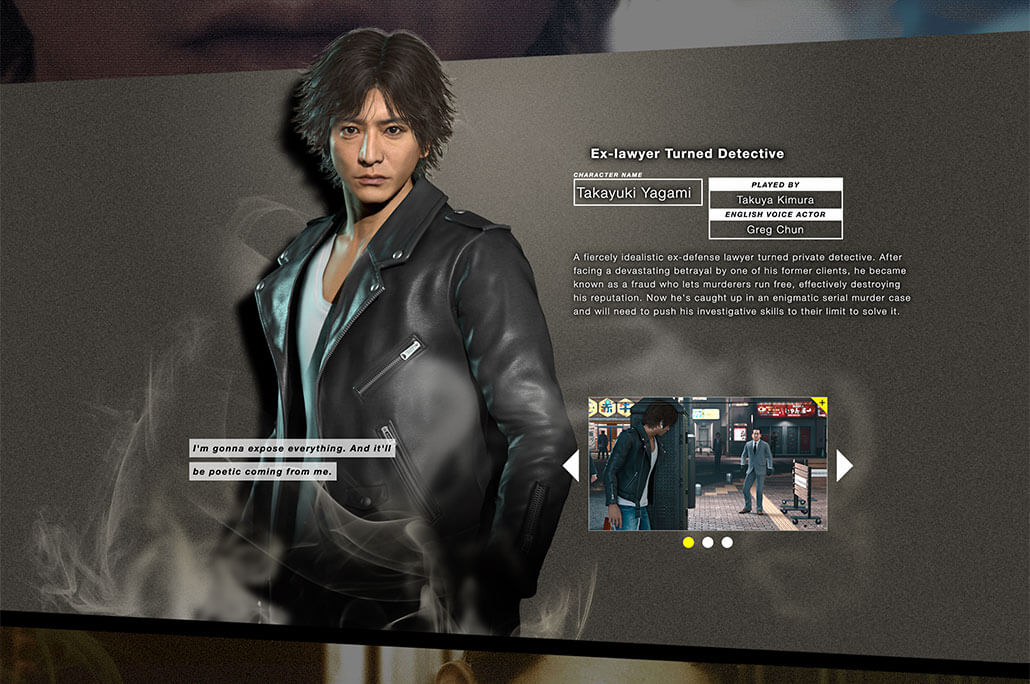 Ex-lawyer Turned Detective
CHARACTER NAME
Takayuki Yagami
PLAYED BY
Takuya Kimura
ENGLISH VOICE ACTOR
Greg Chun
A fiercely idealistic ex-defense lawyer turned private detective. After
facing a devastating betrayal by one of his former clients, he became
known as a fraud who lets murderers run free, effectively destroying
his reputation. Now he's caught up in an enigmatic serial murder case
and will need to push his investigative skills to their limit to solve it.
I'm gonna expose everything. And it'll
be poetic coming from me.
+